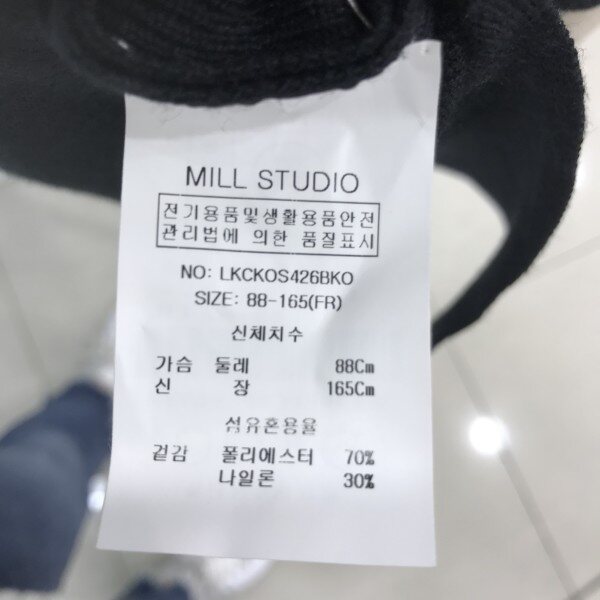 MILL STUDIO
전기용품및생활용품안전
관리법에 의한 품질표시
NO: LKCKOS426BKO
SIZE: 88-165(FR)
신체치수
가슴 둘레 88Cm
신 장 165Cm
섬유혼용율
겉감 폴리에스터 70%
나일론 30%